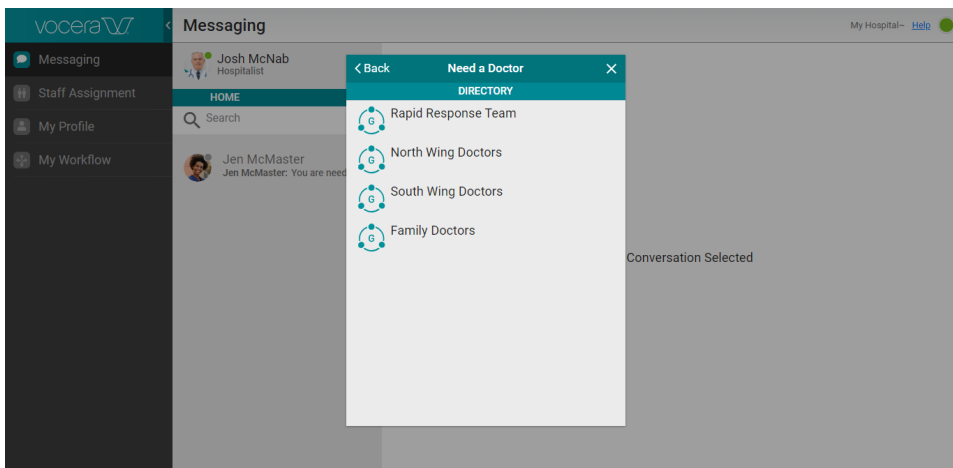 vocera
Messaging
My Hospital~ Help
Messaging
Staff Assignment
My Profile
My Workflow
Josh McNab
Hospitalist
HOME
Search
Jen McMaster
Jen McMaster: You are need
Back
Need a Doctor
DIRECTORY
G
Rapid Response Team
G
North Wing Doctors
G
South Wing Doctors
G
Family Doctors
Conversation Selected